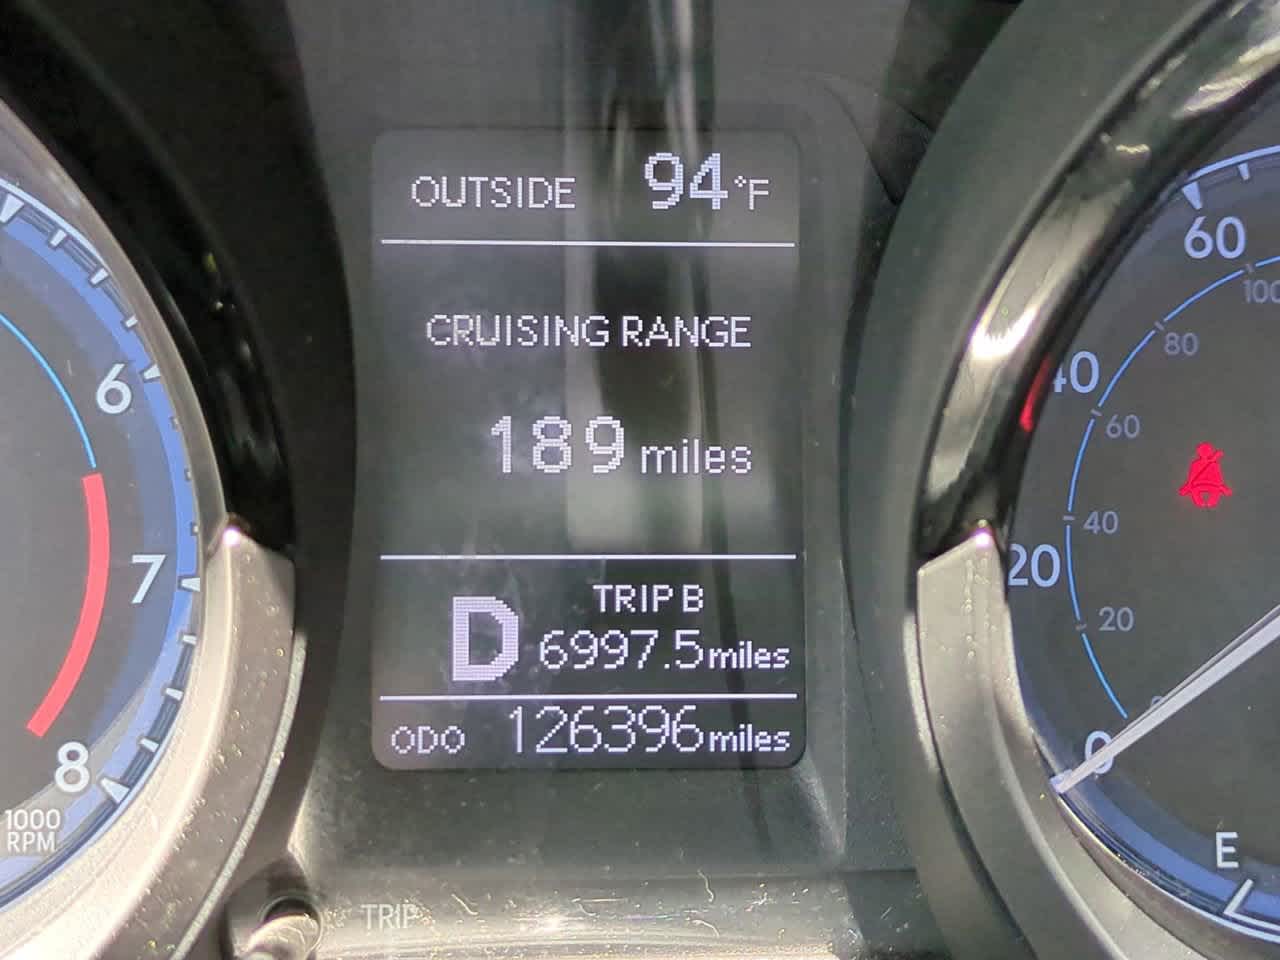 OUTSIDE 94°F
CRUISING RANGE
189 miles
TRIP B
D 6997.5 miles
ODO 126396 miles
TRIP
6
7
8
1000
RPM
60
100
80
40
60
40
20
20
0
0
E